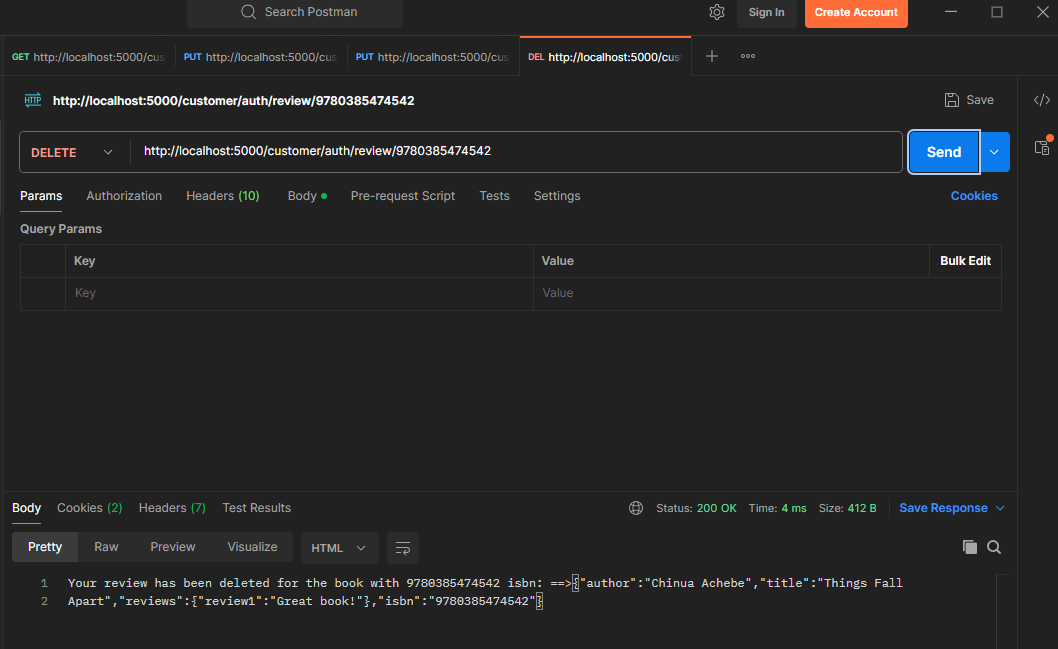 Search Postman
Sign In
Create Account
GET http://localhost:5000/cus
PUT http://localhost:5000/cus
PUT http://localhost:5000/cus
DEL http://localhost:5000/cus
HTTP http://localhost:5000/customer/auth/review/9780385474542
Save
DELETE http://localhost:5000/customer/auth/review/9780385474542
Send
Params Authorization Headers (10) Body Pre-request Script Tests Settings Cookies
Query Params
Key Value Bulk Edit
Key Value
Body Cookies (2) Headers (7) Test Results Status: 200 OK Time: 4 ms Size: 412 B Save Response
Pretty Raw Preview Visualize HTML
1 Your review has been deleted for the book with 9780385474542 isbn: ==>{"author":"Chinua Achebe","title":"Things Fall
2 Apart","reviews":{"review1":"Great book!"},"isbn":"9780385474542"}